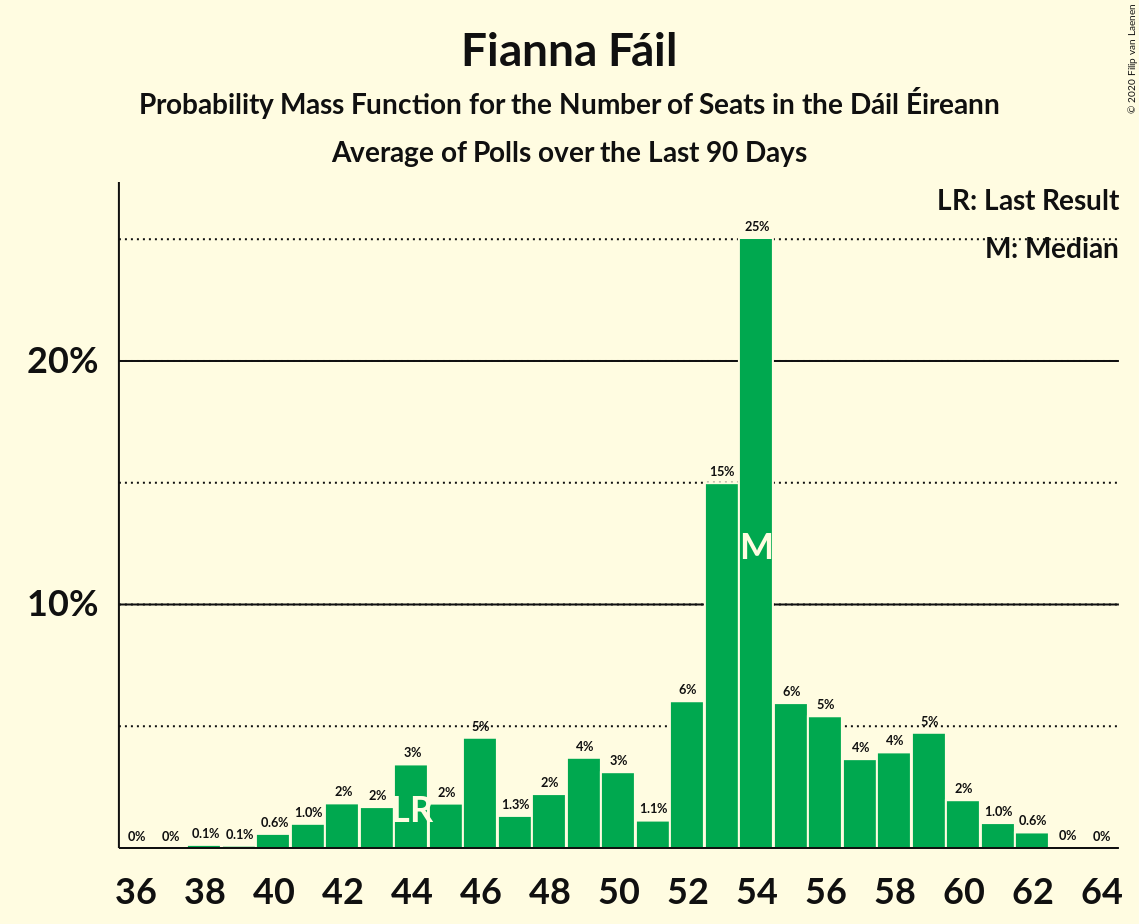 Fianna Fáil
Probability Mass Function for the Number of Seats in the Dáil Éireann
Average of Polls over the Last 90 Days
© 2020 Filip van Laenen
LR: Last Result
M: Median
20%
10%
0% 0% 0.1% 0.1% 0.6% 1.0% 2% 2% 3% 2% 5% 1.3% 2% 4% 3% 1.1% 6% 15% 25% 6% 5% 4% 4% 5% 2% 1.0% 0.6% 0% 0%
LR
M
36 38 40 42 44 46 48 50 52 54 56 58 60 62 64